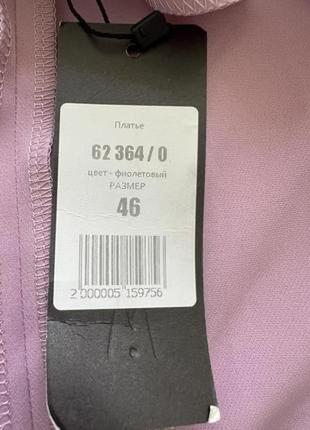 Платье
62 364 / 0
цвет - фиолетовый
РАЗМЕР
46
2 000005 159756